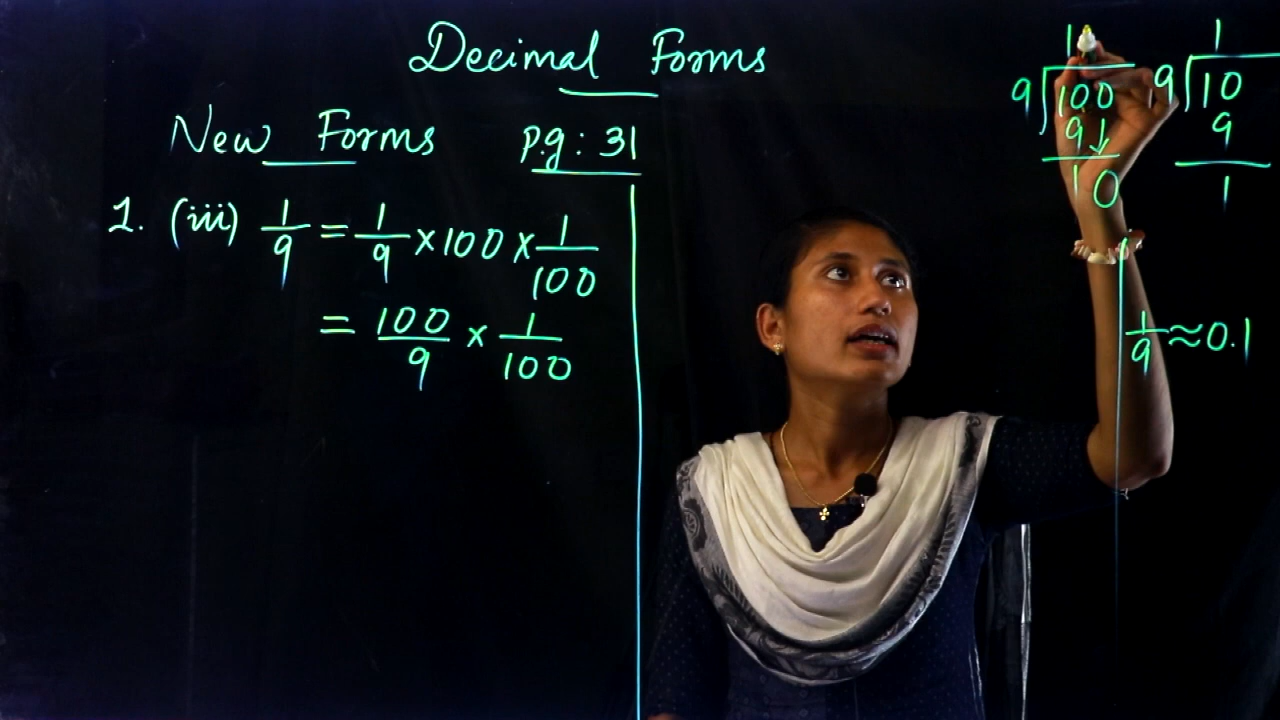 Decimal Forms
New Forms p.g : 31
1. (iii) 1/9 = 1/9 × 100 × 1/100
= 100/9 × 1/100
1
9)100
9↓
10
1
9)10
9
1
1/9 ≈ 0.1